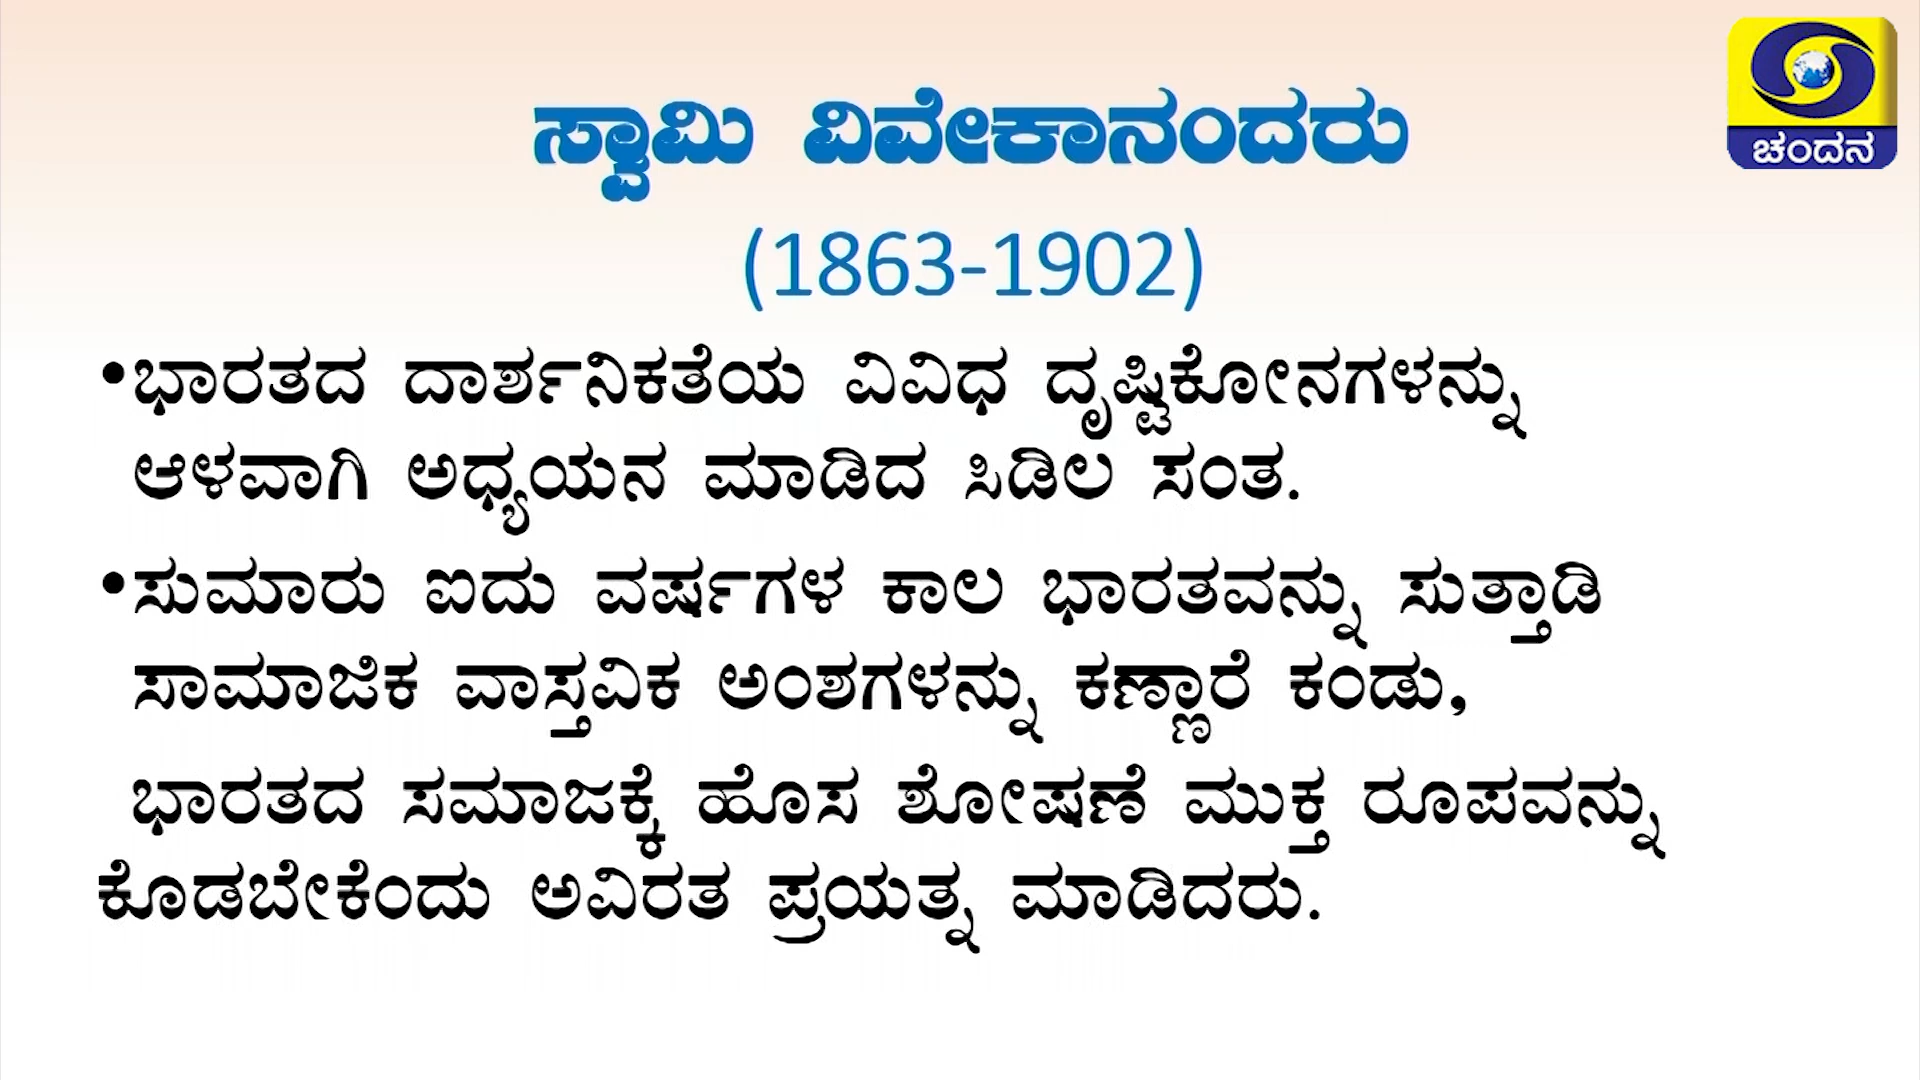 ಸ್ವಾಮಿ ವಿವೇಕಾನಂದರು
ಚಂದನ
(1863-1902)
•ಭಾರತದ ದಾರ್ಶನಿಕತೆಯ ವಿವಿಧ ದೃಷ್ಟಿಕೋನಗಳನ್ನು
ಆಳವಾಗಿ ಅಧ್ಯಯನ ಮಾಡಿದ ಸಿಡಿಲ ಸಂತ.
•ಸುಮಾರು ಐದು ವರ್ಷಗಳ ಕಾಲ ಭಾರತವನ್ನು ಸುತ್ತಾಡಿ
ಸಾಮಾಜಿಕ ವಾಸ್ತವಿಕ ಅಂಶಗಳನ್ನು ಕಣ್ಣಾರೆ ಕಂಡು,
ಭಾರತದ ಸಮಾಜಕ್ಕೆ ಹೊಸ ಶೋಷಣೆ ಮುಕ್ತ ರೂಪವನ್ನು
ಕೊಡಬೇಕೆಂದು ಅವಿರತ ಪ್ರಯತ್ನ ಮಾಡಿದರು.